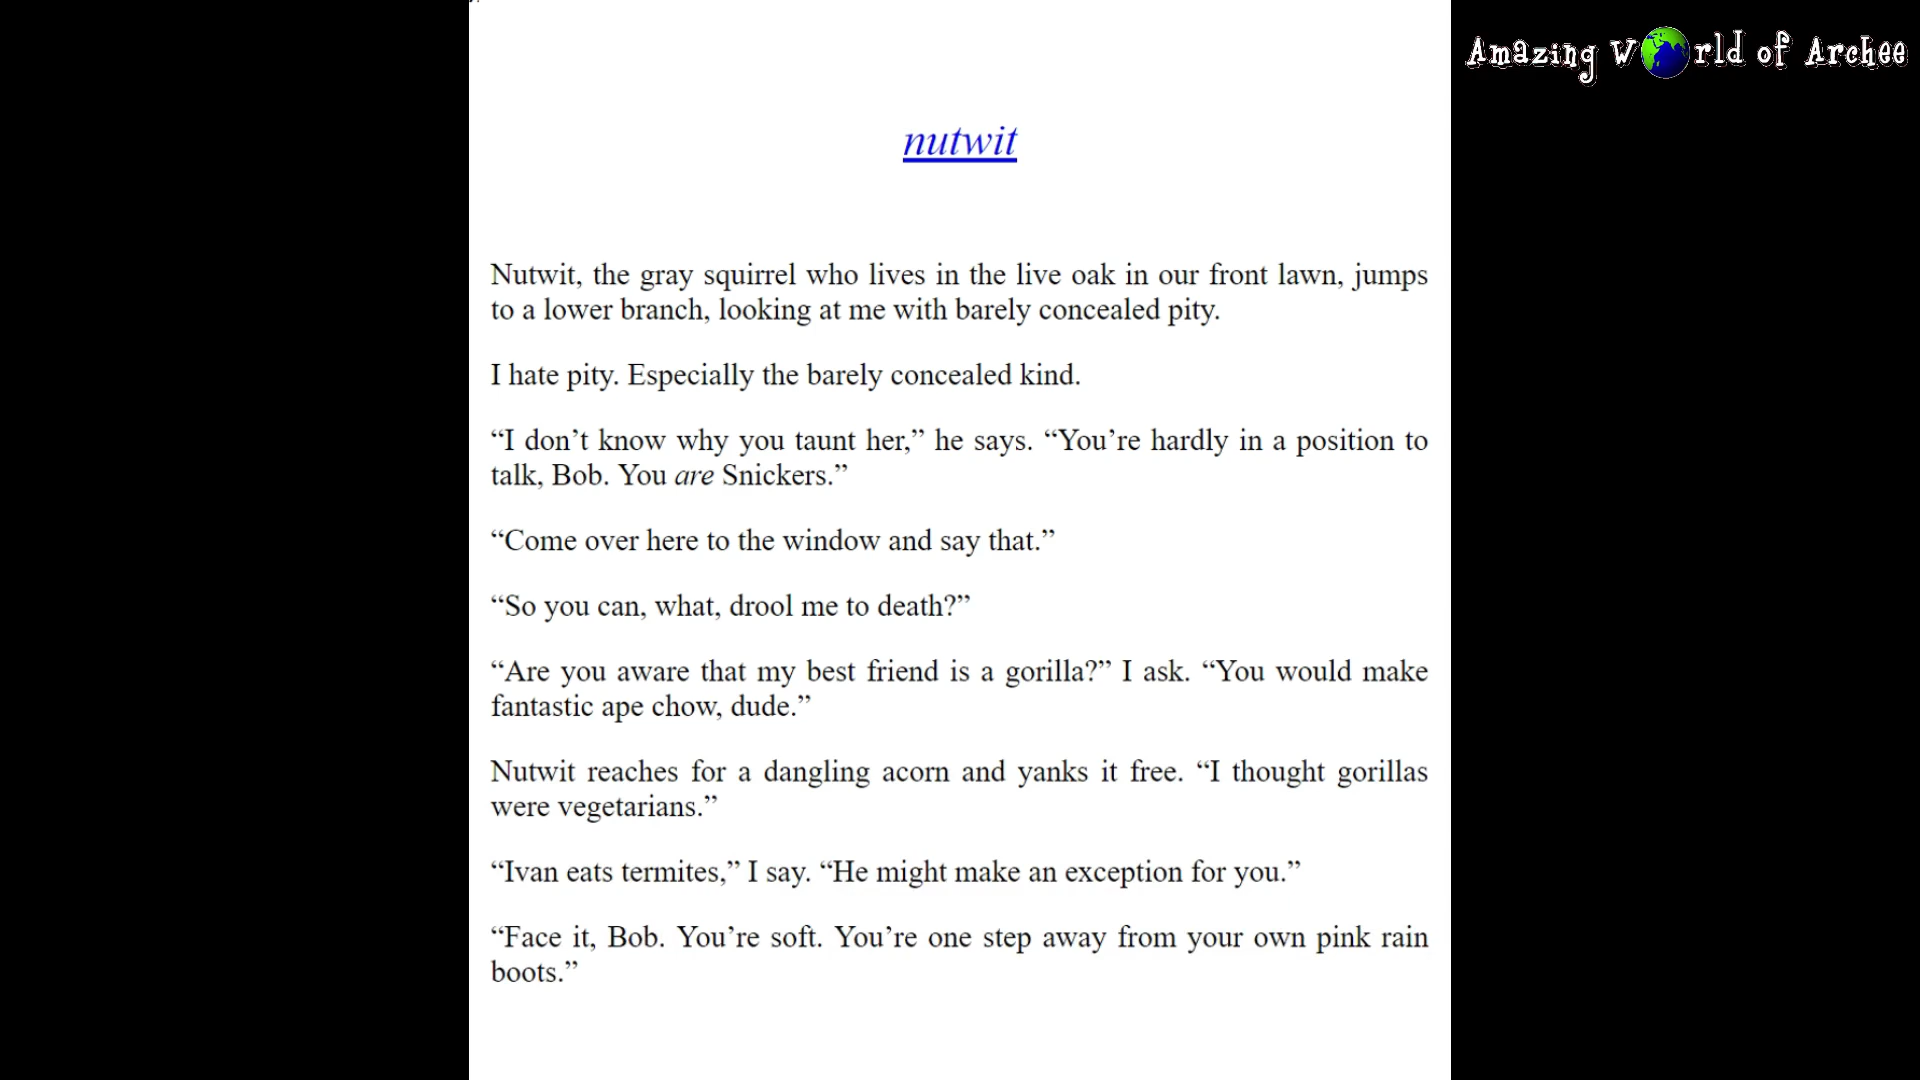 Amazing World of Archee
nutwit
Nutwit, the gray squirrel who lives in the live oak in our front lawn, jumps
to a lower branch, looking at me with barely concealed pity.
I hate pity. Especially the barely concealed kind.
“I don’t know why you taunt her,” he says. “You’re hardly in a position to
talk, Bob. You are Snickers.”
“Come over here to the window and say that.”
“So you can, what, drool me to death?”
“Are you aware that my best friend is a gorilla?” I ask. “You would make
fantastic ape chow, dude.”
Nutwit reaches for a dangling acorn and yanks it free. “I thought gorillas
were vegetarians.”
“Ivan eats termites,” I say. “He might make an exception for you.”
“Face it, Bob. You’re soft. You’re one step away from your own pink rain
boots.”